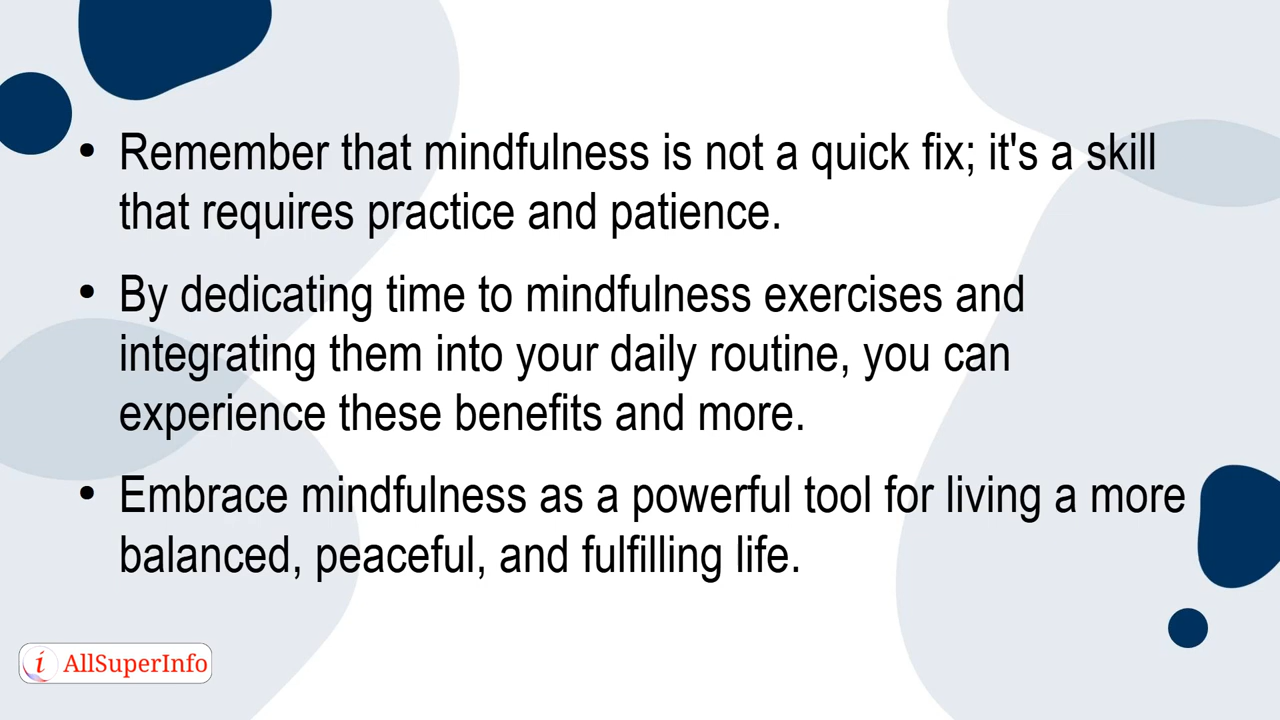 • Remember that mindfulness is not a quick fix; it's a skill
that requires practice and patience.
• By dedicating time to mindfulness exercises and
integrating them into your daily routine, you can
experience these benefits and more.
• Embrace mindfulness as a powerful tool for living a more
balanced, peaceful, and fulfilling life.
i AllSuperInfo